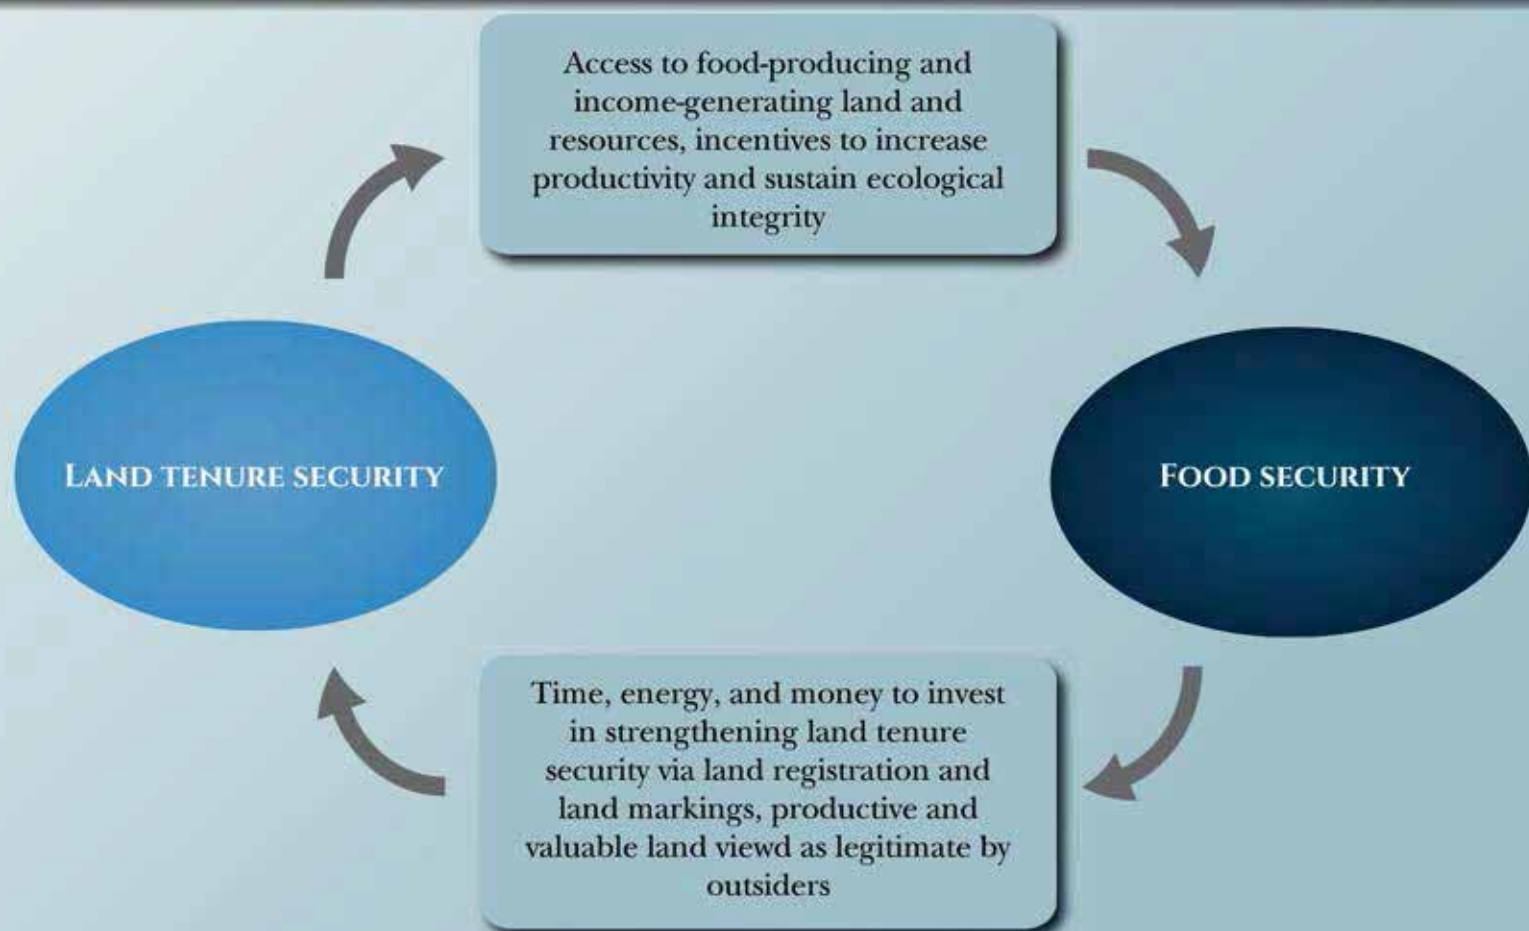 Access to food-producing and
income-generating land and
resources, incentives to increase
productivity and sustain ecological
integrity
LAND TENURE SECURITY
FOOD SECURITY
Time, energy, and money to invest
in strengthening land tenure
security via land registration and
land markings, productive and
valuable land viewd as legitimate by
outsiders